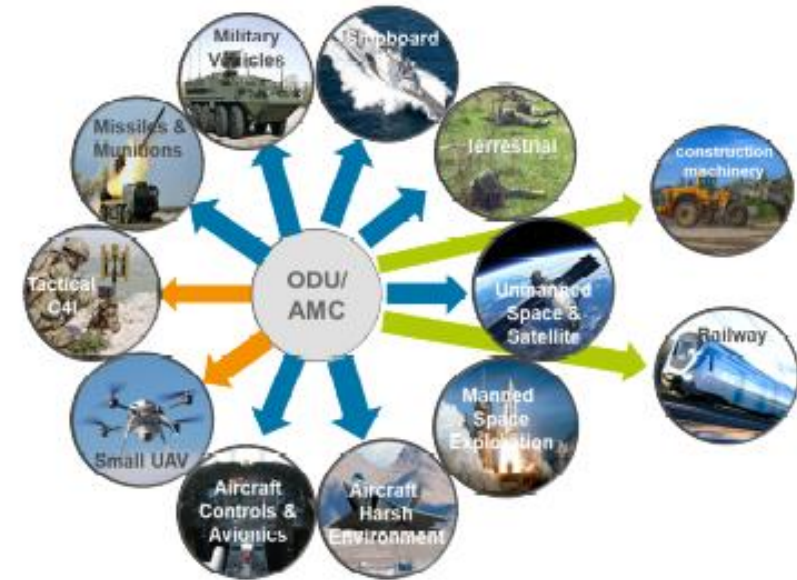 Military
Vehicles
Shipboard
Missiles &
Munitions
Terrestrial
construction
machinery
Tactical
C4I
ODU/
AMC
Unmanned
Space &
Satellite
Railway
Small UAV
Manned
Space
Exploration
Aircraft
Controls &
Avionics
Aircraft
Harsh
Environment